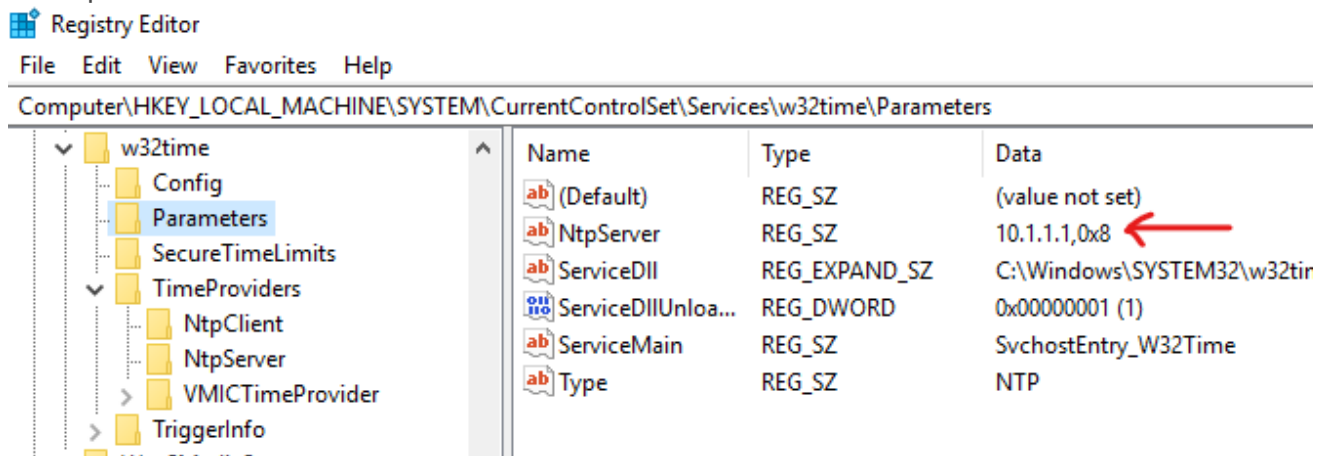 Registry Editor
File Edit View Favorites Help
Computer\HKEY_LOCAL_MACHINE\SYSTEM\CurrentControlSet\Services\w32time\Parameters
w32time
Config
Parameters
SecureTimeLimits
TimeProviders
NtpClient
NtpServer
VMICTimeProvider
TriggerInfo
Name Type Data
(Default) REG_SZ (value not set)
NtpServer REG_SZ 10.1.1.1,0x8
ServiceDll REG_EXPAND_SZ C:\Windows\SYSTEM32\w32tim
ServiceDllUnloa... REG_DWORD 0x00000001 (1)
ServiceMain REG_SZ SvchostEntry_W32Time
Type REG_SZ NTP